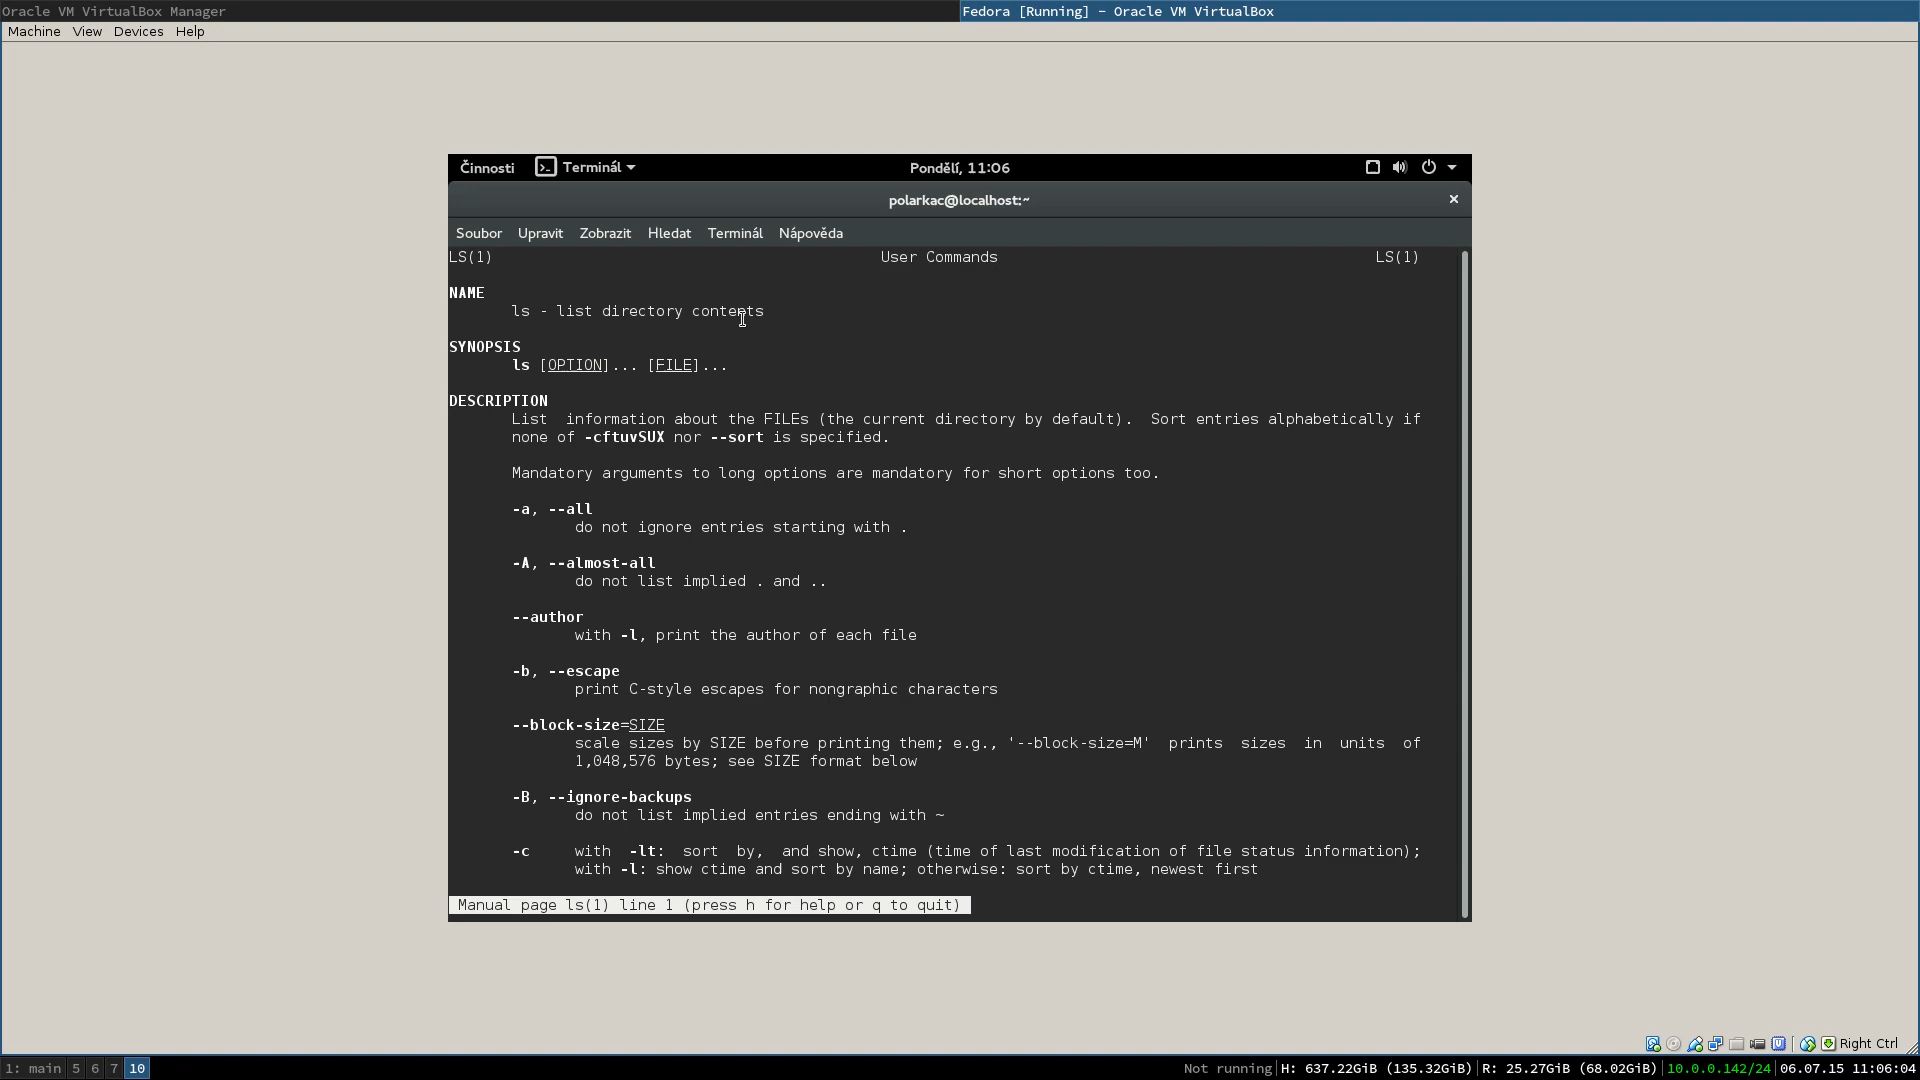 Oracle VM VirtualBox Manager
Fedora [Running] - Oracle VM VirtualBox
Machine View Devices Help
Činnosti Terminál Pondělí, 11:06
polarkac@localhost:~
Soubor Upravit Zobrazit Hledat Terminál Nápověda
LS(1) User Commands LS(1)
NAME
ls - list directory contents
SYNOPSIS
ls [OPTION]... [FILE]...
DESCRIPTION
List information about the FILEs (the current directory by default). Sort entries alphabetically if
none of -cftuvSUX nor --sort is specified.
Mandatory arguments to long options are mandatory for short options too.
-a, --all
do not ignore entries starting with .
-A, --almost-all
do not list implied . and ..
--author
with -l, print the author of each file
-b, --escape
print C-style escapes for nongraphic characters
--block-size=SIZE
scale sizes by SIZE before printing them; e.g., '--block-size=M' prints sizes in units of
1,048,576 bytes; see SIZE format below
-B, --ignore-backups
do not list implied entries ending with ~
-c with -lt: sort by, and show, ctime (time of last modification of file status information);
with -l: show ctime and sort by name; otherwise: sort by ctime, newest first
Manual page ls(1) line 1 (press h for help or q to quit)
Right Ctrl
1: main 5 6 7 10 Not running H: 637.22GiB (135.32GiB) R: 25.27GiB (68.02GiB) 10.0.0.142/24 06.07.15 11:06:04